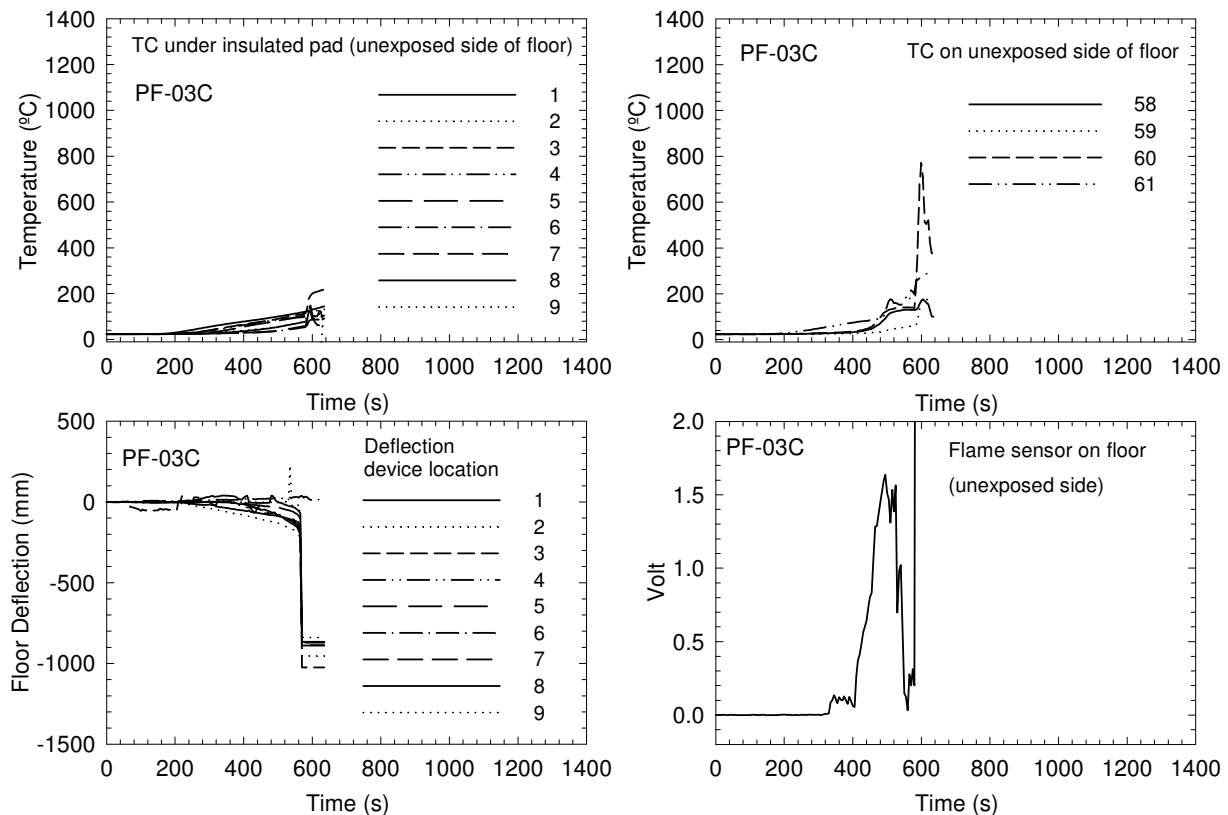 TC under insulated pad (unexposed side of floor)
PF-03C
1
2
3
4
5
6
7
8
9
Temperature (ºC)
1400
1200
1000
800
600
400
200
0
0 200 400 600 800 1000 1200 1400
Time (s)
PF-03C
TC on unexposed side of floor
58
59
60
61
Temperature (ºC)
1400
1200
1000
800
600
400
200
0
0 200 400 600 800 1000 1200 1400
Time (s)
PF-03C
Deflection
device location
1
2
3
4
5
6
7
8
9
Floor Deflection (mm)
500
0
-500
-1000
-1500
0 200 400 600 800 1000 1200 1400
Time (s)
PF-03C
Flame sensor on floor
(unexposed side)
Volt
2.0
1.5
1.0
0.5
0.0
0 200 400 600 800 1000 1200 1400
Time (s)